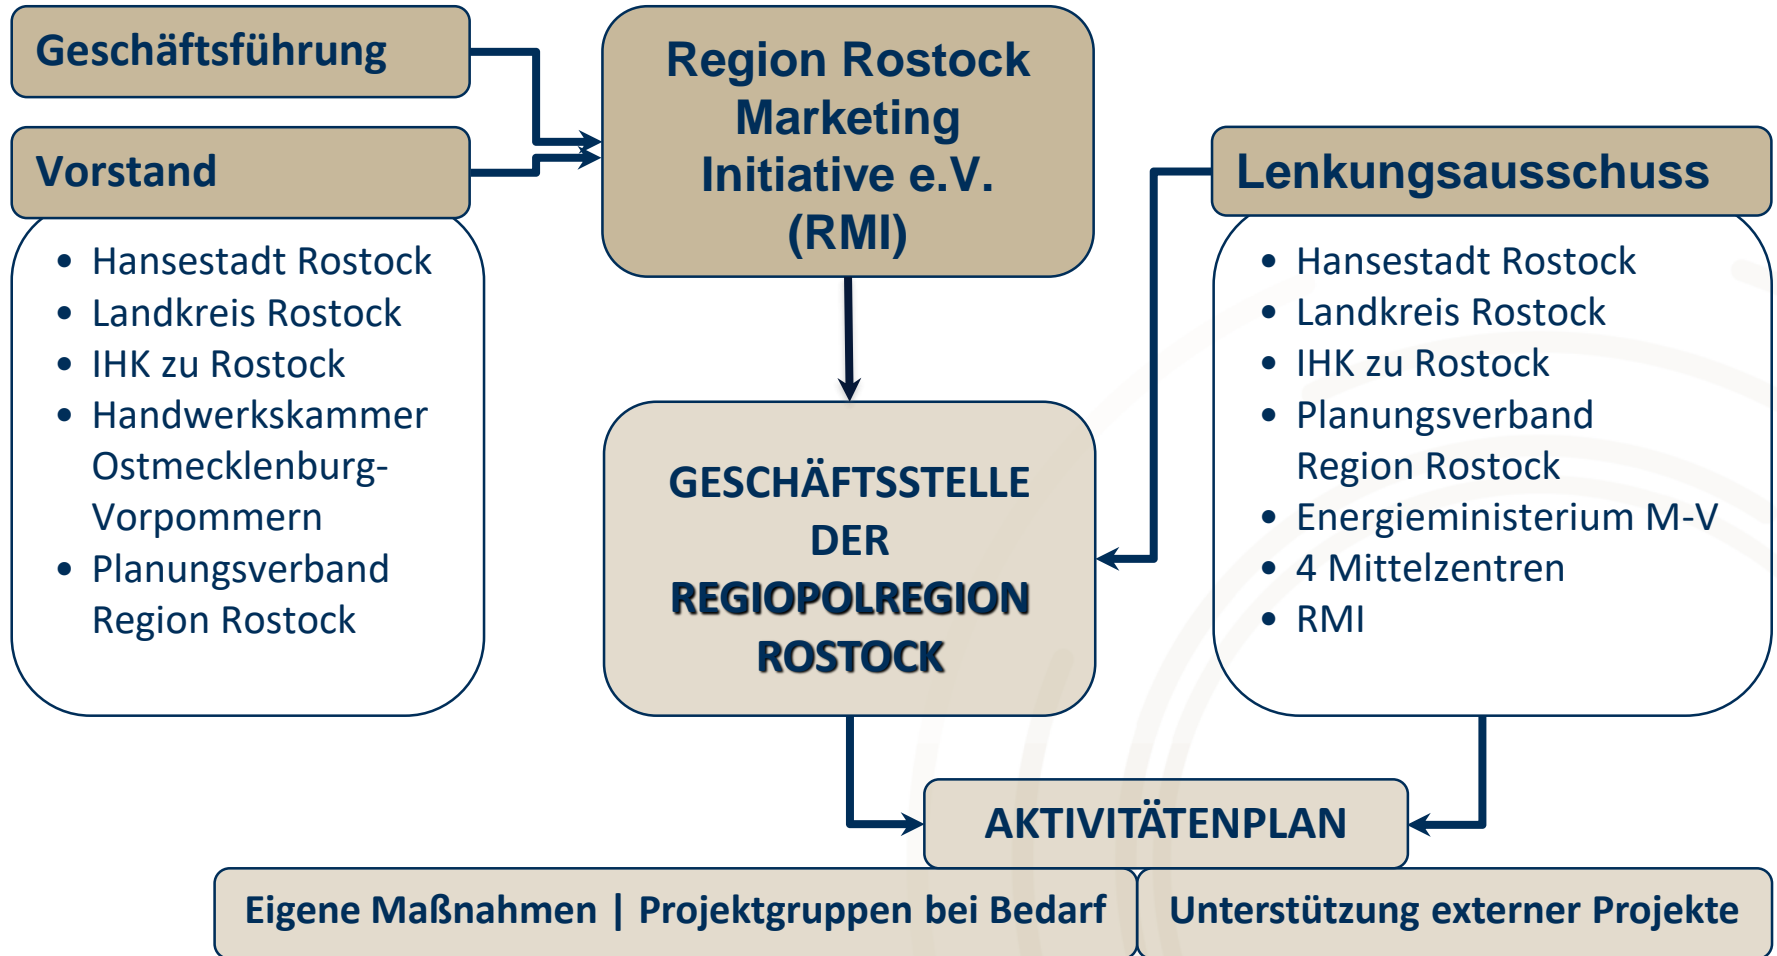 Geschäftsführung
Vorstand
• Hansestadt Rostock
• Landkreis Rostock
• IHK zu Rostock
• Handwerkskammer
Ostmecklenburg-
Vorpommern
• Planungsverband
Region Rostock
Region Rostock
Marketing
Initiative e.V.
(RMI)
GESCHÄFTSSTELLE
DER
REGIOPOLREGION
ROSTOCK
Lenkungsausschuss
• Hansestadt Rostock
• Landkreis Rostock
• IHK zu Rostock
• Planungsverband
Region Rostock
• Energieministerium M-V
• 4 Mittelzentren
• RMI
AKTIVITÄTENPLAN
Eigene Maßnahmen | Projektgruppen bei Bedarf
Unterstützung externer Projekte